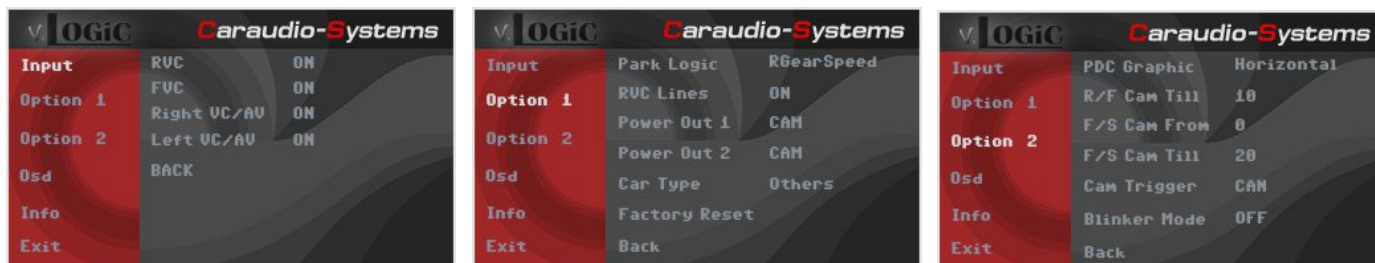 v.LOGiC Caraudio-Systems
Input
Option 1
Option 2
Osd
Info
Exit
RVC ON
FVC ON
Right VC/AV ON
Left VC/AV ON
BACK
v.LOGiC Caraudio-Systems
Input
Option 1
Option 2
Osd
Info
Exit
Park Logic RGearSpeed
RVC Lines ON
Power Out 1 CAM
Power Out 2 CAM
Car Type Others
Factory Reset
Back
v.LOGiC Caraudio-Systems
Input
Option 1
Option 2
Osd
Info
Exit
PDC Graphic Horizontal
R/F Cam Till 10
F/S Cam From 0
F/S Cam Till 20
Cam Trigger CAN
Blinker Mode OFF
Back